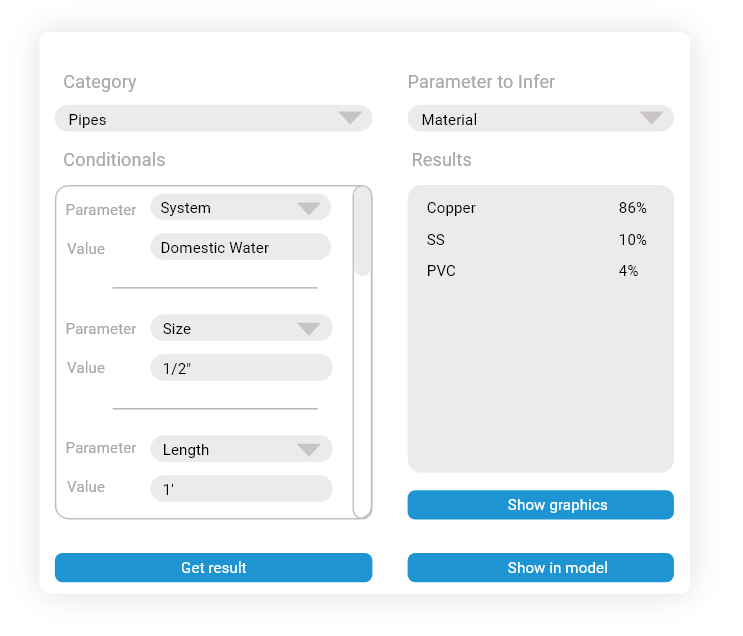 Category
Pipes
Conditionals
Parameter System
Value Domestic Water
Parameter Size
Value 1/2"
Parameter Length
Value 1'
Get result
Parameter to Infer
Material
Results
Copper 86%
SS 10%
PVC 4%
Show graphics
Show in model